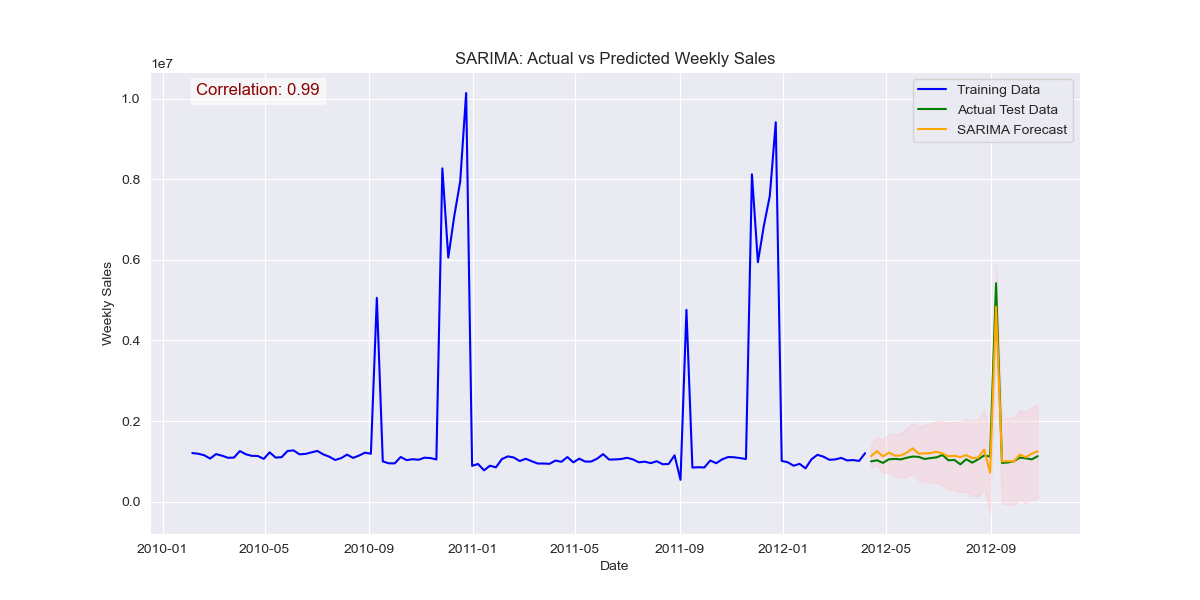 SARIMA: Actual vs Predicted Weekly Sales
1e7
Correlation: 0.99
Training Data
Actual Test Data
SARIMA Forecast
1.0
0.8
0.6
0.4
0.2
0.0
Weekly Sales
2010-01 2010-05 2010-09 2011-01 2011-05 2011-09 2012-01 2012-05 2012-09
Date